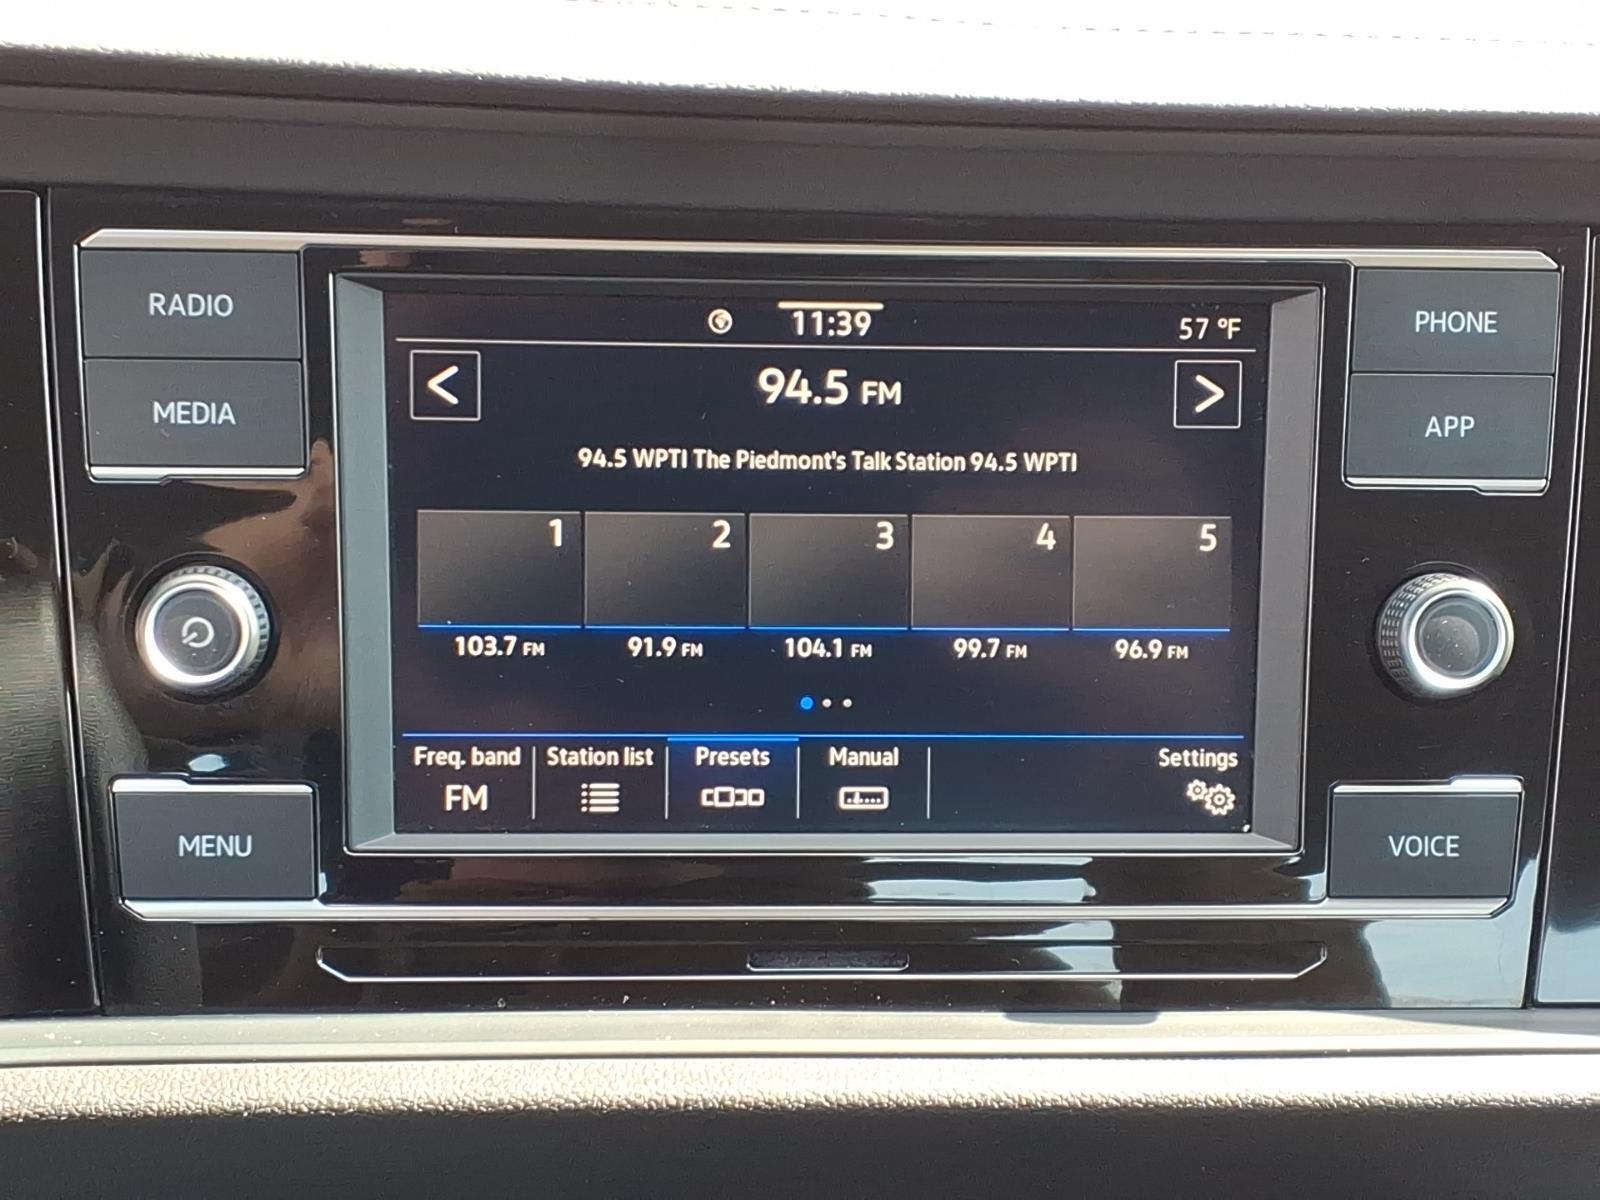 RADIO
MEDIA
MENU
11:39
57 °F
<
94.5 FM
>
94.5 WPTI The Piedmont's Talk Station 94.5 WPTI
1 2 3 4 5
103.7 FM 91.9 FM 104.1 FM 99.7 FM 96.9 FM
Freq. band Station list Presets Manual Settings
FM
PHONE
APP
VOICE